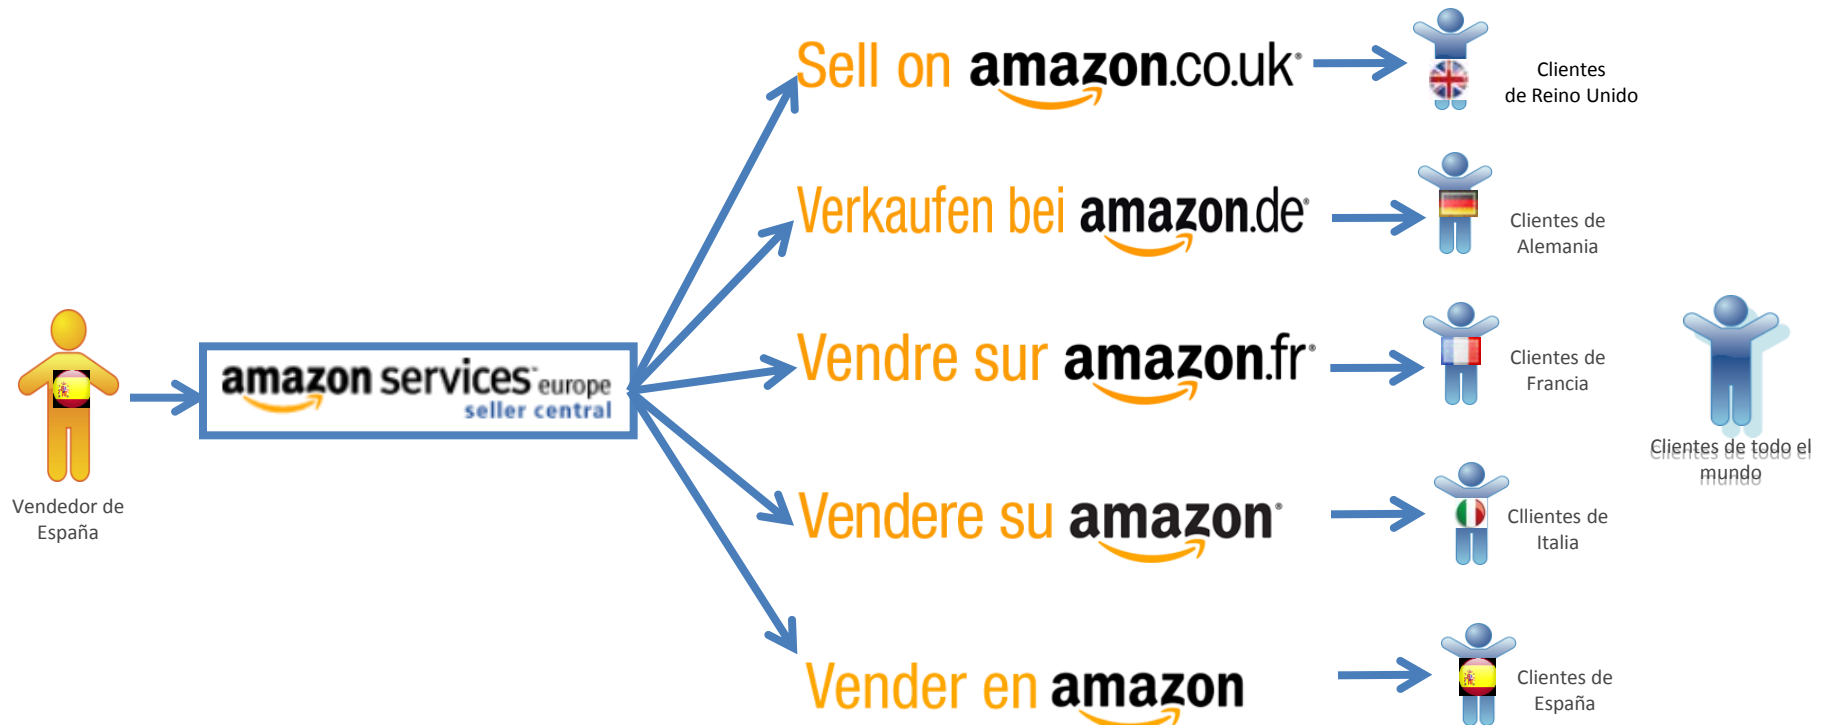 Sell on amazon.co.uk
Clientes
de Reino Unido
Verkaufen bei amazon.de
Clientes de
Alemania
Vendre sur amazon.fr
Clientes de
Francia
amazon services europe
seller central
Vendedor de
España
Clientes de todo el
mundo
Vendere su amazon
Cllientes de
Italia
Vender en amazon
Clientes de
España